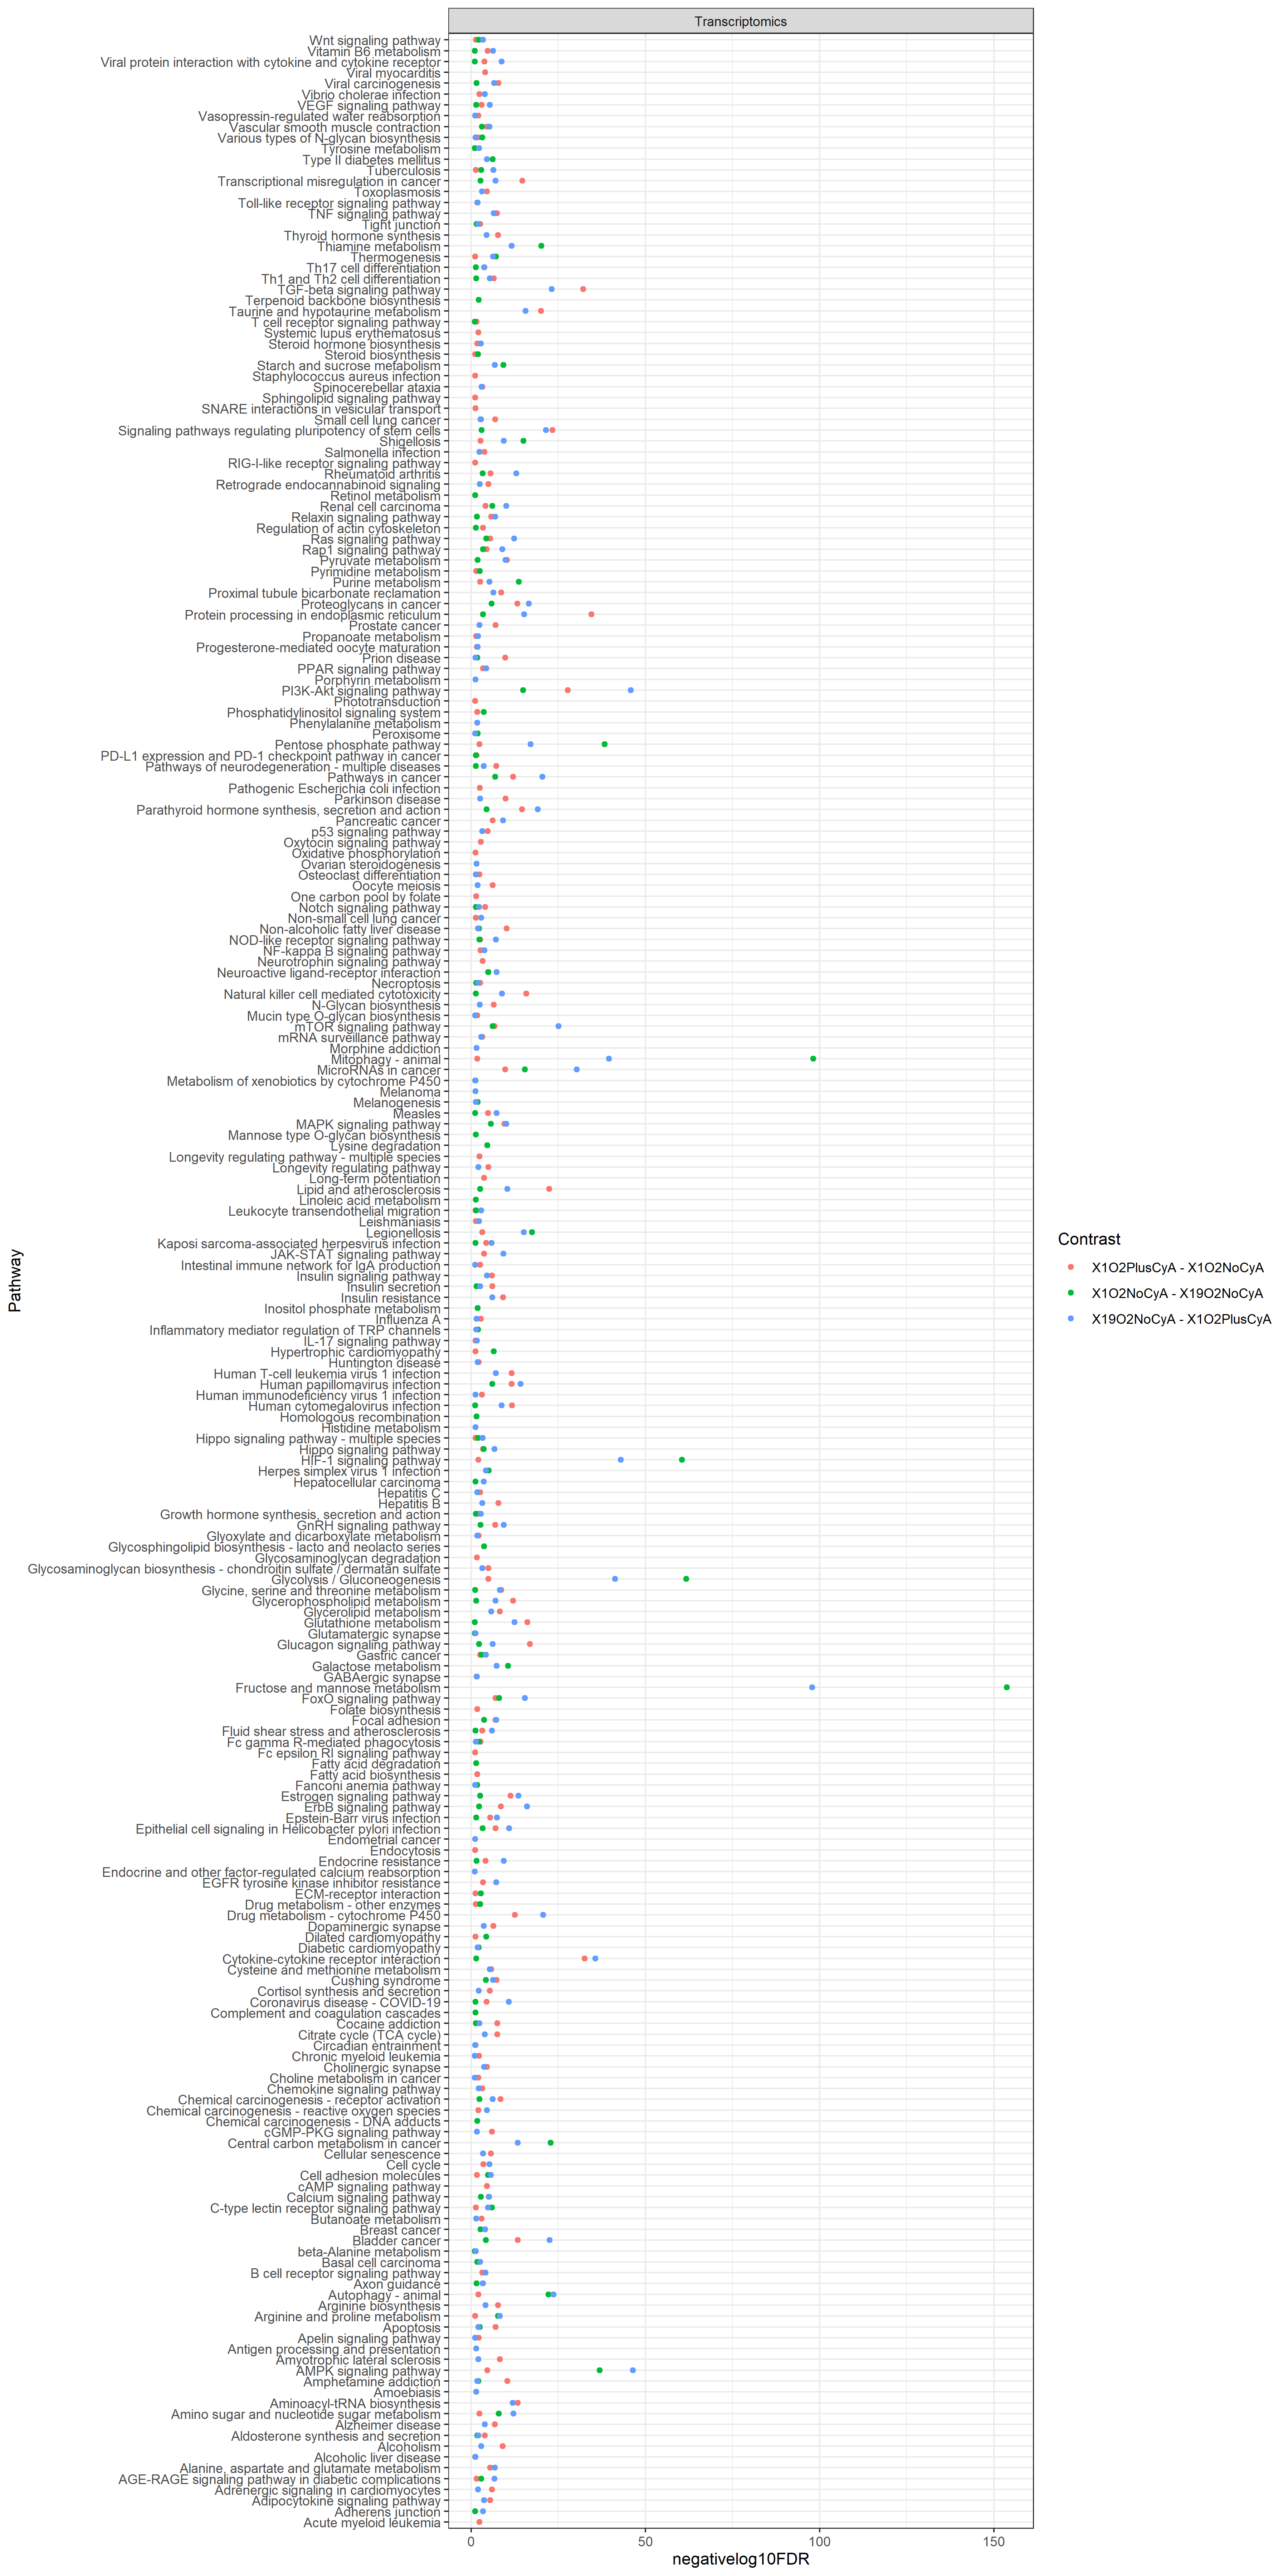 Transcriptomics
Wnt signaling pathway
Vitamin B6 metabolism
Viral protein interaction with cytokine and cytokine receptor
Viral myocarditis
Viral carcinogenesis
Vibrio cholerae infection
VEGF signaling pathway
Vasopressin-regulated water reabsorption
Vascular smooth muscle contraction
Various types of N-glycan biosynthesis
Tyrosine metabolism
Type II diabetes mellitus
Tuberculosis
Transcriptional misregulation in cancer
Toxoplasmosis
Toll-like receptor signaling pathway
TNF signaling pathway
Tight junction
Thyroid hormone synthesis
Thiamine metabolism
Thermogenesis
Th17 cell differentiation
Th1 and Th2 cell differentiation
TGF-beta signaling pathway
Terpenoid backbone biosynthesis
Taurine and hypotaurine metabolism
T cell receptor signaling pathway
Systemic lupus erythematosus
Steroid hormone biosynthesis
Steroid biosynthesis
Starch and sucrose metabolism
Staphylococcus aureus infection
Spinocerebellar ataxia
Sphingolipid signaling pathway
SNARE interactions in vesicular transport
Small cell lung cancer
Signaling pathways regulating pluripotency of stem cells
Shigellosis
Salmonella infection
RIG-I-like receptor signaling pathway
Rheumatoid arthritis
Retrograde endocannabinoid signaling
Retinol metabolism
Renal cell carcinoma
Relaxin signaling pathway
Regulation of actin cytoskeleton
Ras signaling pathway
Rap1 signaling pathway
Pyruvate metabolism
Pyrimidine metabolism
Purine metabolism
Proximal tubule bicarbonate reclamation
Proteoglycans in cancer
Protein processing in endoplasmic reticulum
Prostate cancer
Propanoate metabolism
Progesterone-mediated oocyte maturation
Prion disease
PPAR signaling pathway
Porphyrin metabolism
PI3K-Akt signaling pathway
Phototransduction
Phosphatidylinositol signaling system
Phenylalanine metabolism
Peroxisome
Pentose phosphate pathway
PD-L1 expression and PD-1 checkpoint pathway in cancer
Pathways of neurodegeneration - multiple diseases
Pathways in cancer
Pathogenic Escherichia coli infection
Parkinson disease
Parathyroid hormone synthesis, secretion and action
Pancreatic cancer
p53 signaling pathway
Oxytocin signaling pathway
Oxidative phosphorylation
Ovarian steroidogenesis
Osteoclast differentiation
Oocyte meiosis
One carbon pool by folate
Notch signaling pathway
Non-small cell lung cancer
Non-alcoholic fatty liver disease
NOD-like receptor signaling pathway
NF-kappa B signaling pathway
Neurotrophin signaling pathway
Neuroactive ligand-receptor interaction
Necroptosis
Natural killer cell mediated cytotoxicity
N-Glycan biosynthesis
Mucin type O-glycan biosynthesis
mTOR signaling pathway
mRNA surveillance pathway
Morphine addiction
Mitophagy - animal
MicroRNAs in cancer
Metabolism of xenobiotics by cytochrome P450
Melanoma
Melanogenesis
Measles
MAPK signaling pathway
Mannose type O-glycan biosynthesis
Lysine degradation
Longevity regulating pathway - multiple species
Longevity regulating pathway
Long-term potentiation
Lipid and atherosclerosis
Linoleic acid metabolism
Leukocyte transendothelial migration
Leishmaniasis
Legionellosis
Kaposi sarcoma-associated herpesvirus infection
JAK-STAT signaling pathway
Intestinal immune network for IgA production
Insulin signaling pathway
Insulin secretion
Insulin resistance
Inositol phosphate metabolism
Influenza A
Inflammatory mediator regulation of TRP channels
IL-17 signaling pathway
Hypertrophic cardiomyopathy
Huntington disease
Human T-cell leukemia virus 1 infection
Human papillomavirus infection
Human immunodeficiency virus 1 infection
Human cytomegalovirus infection
Homologous recombination
Histidine metabolism
Hippo signaling pathway - multiple species
Hippo signaling pathway
HIF-1 signaling pathway
Herpes simplex virus 1 infection
Hepatocellular carcinoma
Hepatitis C
Hepatitis B
Growth hormone synthesis, secretion and action
GnRH signaling pathway
Glyoxylate and dicarboxylate metabolism
Glycosphingolipid biosynthesis - lacto and neolacto series
Glycosaminoglycan degradation
Glycosaminoglycan biosynthesis - chondroitin sulfate / dermatan sulfate
Glycolysis / Gluconeogenesis
Glycine, serine and threonine metabolism
Glycerophospholipid metabolism
Glycerolipid metabolism
Glutathione metabolism
Glutamatergic synapse
Glucagon signaling pathway
Gastric cancer
Galactose metabolism
GABAergic synapse
Fructose and mannose metabolism
FoxO signaling pathway
Folate biosynthesis
Focal adhesion
Fluid shear stress and atherosclerosis
Fc gamma R-mediated phagocytosis
Fc epsilon RI signaling pathway
Fatty acid degradation
Fatty acid biosynthesis
Fanconi anemia pathway
Estrogen signaling pathway
ErbB signaling pathway
Epstein-Barr virus infection
Epithelial cell signaling in Helicobacter pylori infection
Endometrial cancer
Endocytosis
Endocrine resistance
Endocrine and other factor-regulated calcium reabsorption
EGFR tyrosine kinase inhibitor resistance
ECM-receptor interaction
Drug metabolism - other enzymes
Drug metabolism - cytochrome P450
Dopaminergic synapse
Dilated cardiomyopathy
Diabetic cardiomyopathy
Cytokine-cytokine receptor interaction
Cysteine and methionine metabolism
Cushing syndrome
Cortisol synthesis and secretion
Coronavirus disease - COVID-19
Complement and coagulation cascades
Cocaine addiction
Citrate cycle (TCA cycle)
Circadian entrainment
Chronic myeloid leukemia
Cholinergic synapse
Choline metabolism in cancer
Chemokine signaling pathway
Chemical carcinogenesis - receptor activation
Chemical carcinogenesis - reactive oxygen species
Chemical carcinogenesis - DNA adducts
cGMP-PKG signaling pathway
Central carbon metabolism in cancer
Cellular senescence
Cell cycle
Cell adhesion molecules
cAMP signaling pathway
Calcium signaling pathway
C-type lectin receptor signaling pathway
Butanoate metabolism
Breast cancer
Bladder cancer
beta-Alanine metabolism
Basal cell carcinoma
B cell receptor signaling pathway
Axon guidance
Autophagy - animal
Arginine biosynthesis
Arginine and proline metabolism
Apoptosis
Apelin signaling pathway
Antigen processing and presentation
Amyotrophic lateral sclerosis
AMPK signaling pathway
Amphetamine addiction
Amoebiasis
Aminoacyl-tRNA biosynthesis
Amino sugar and nucleotide sugar metabolism
Alzheimer disease
Aldosterone synthesis and secretion
Alcoholism
Alcoholic liver disease
Alanine, aspartate and glutamate metabolism
AGE-RAGE signaling pathway in diabetic complications
Adrenergic signaling in cardiomyocytes
Adipocytokine signaling pathway
Adherens junction
Acute myeloid leukemia
Pathway
0 50 100 150
negativelog10FDR
Contrast
X1O2PlusCyA - X1O2NoCyA
X1O2NoCyA - X19O2NoCyA
X19O2NoCyA - X1O2PlusCyA